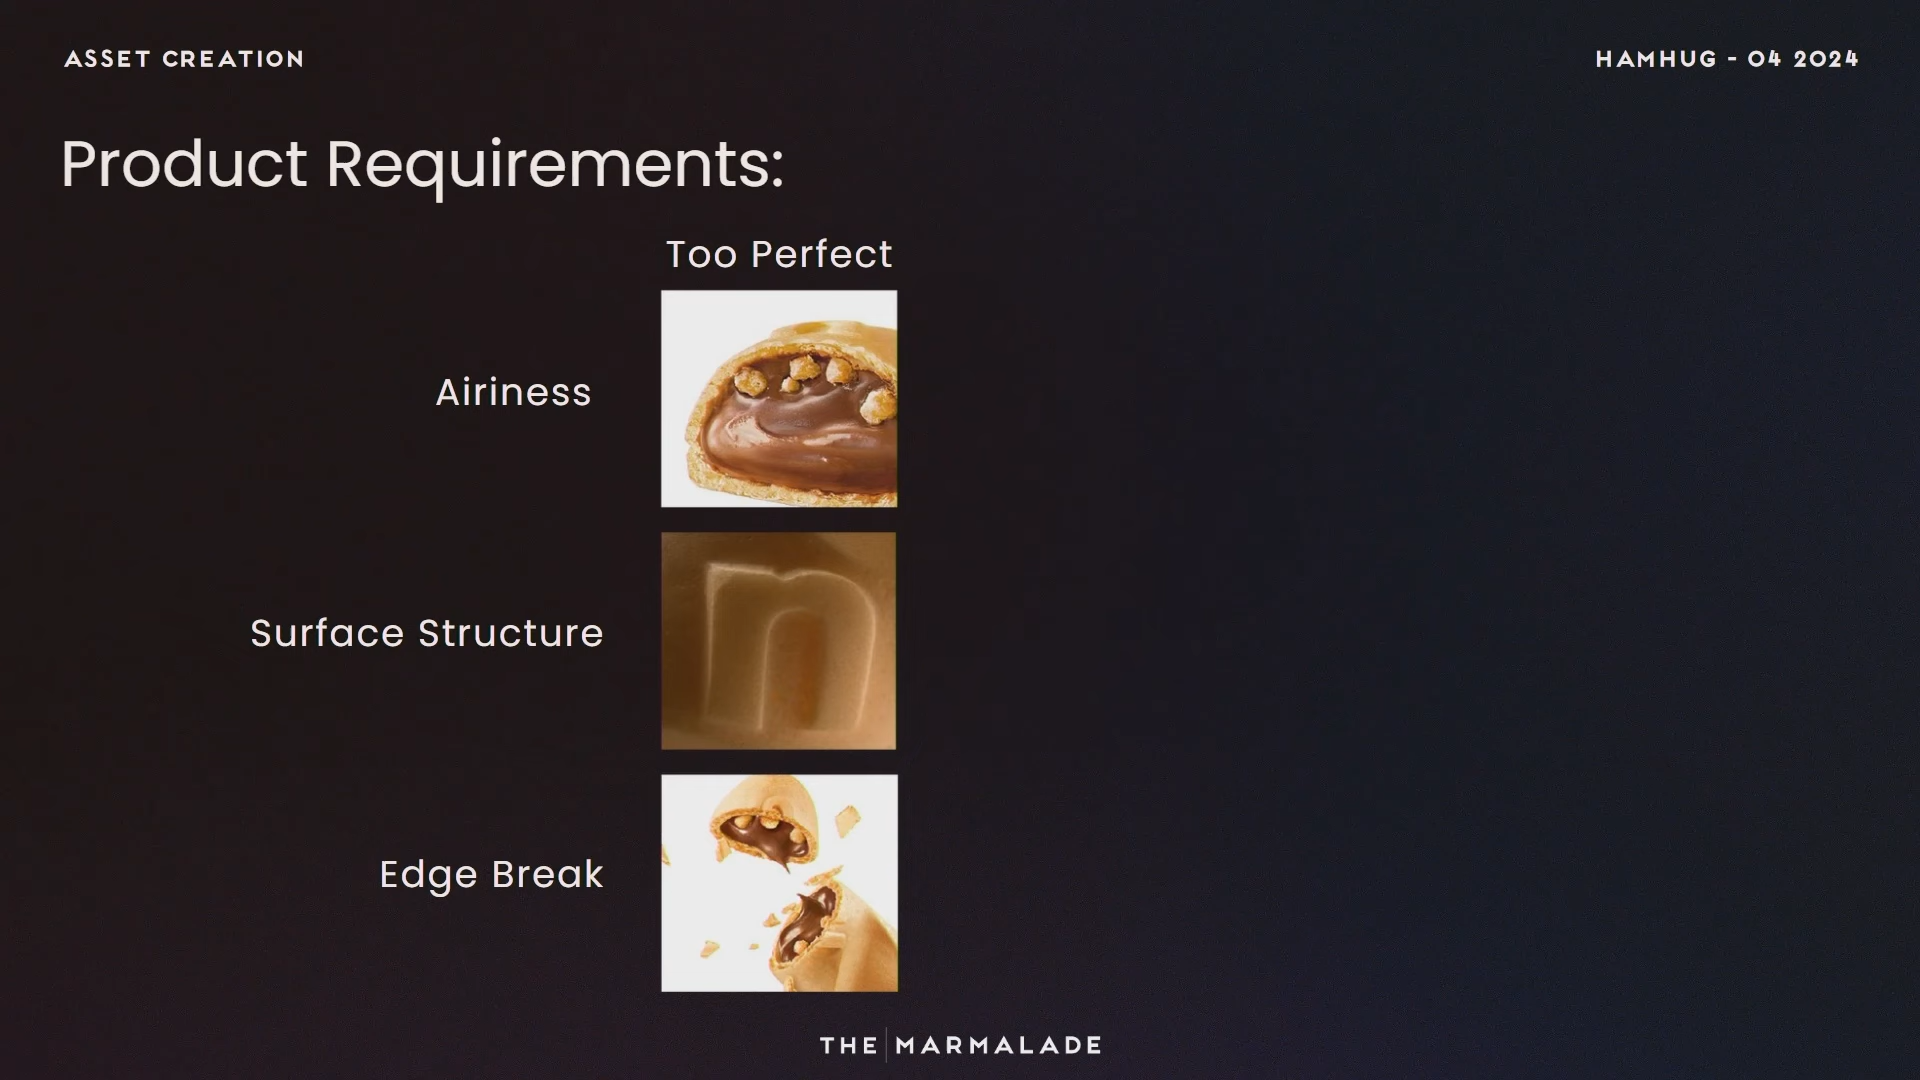 ASSET CREATION
HAMHUG - 04 2024
Product Requirements:
Too Perfect
Airiness
Surface Structure
n
Edge Break
THE MARMALADE